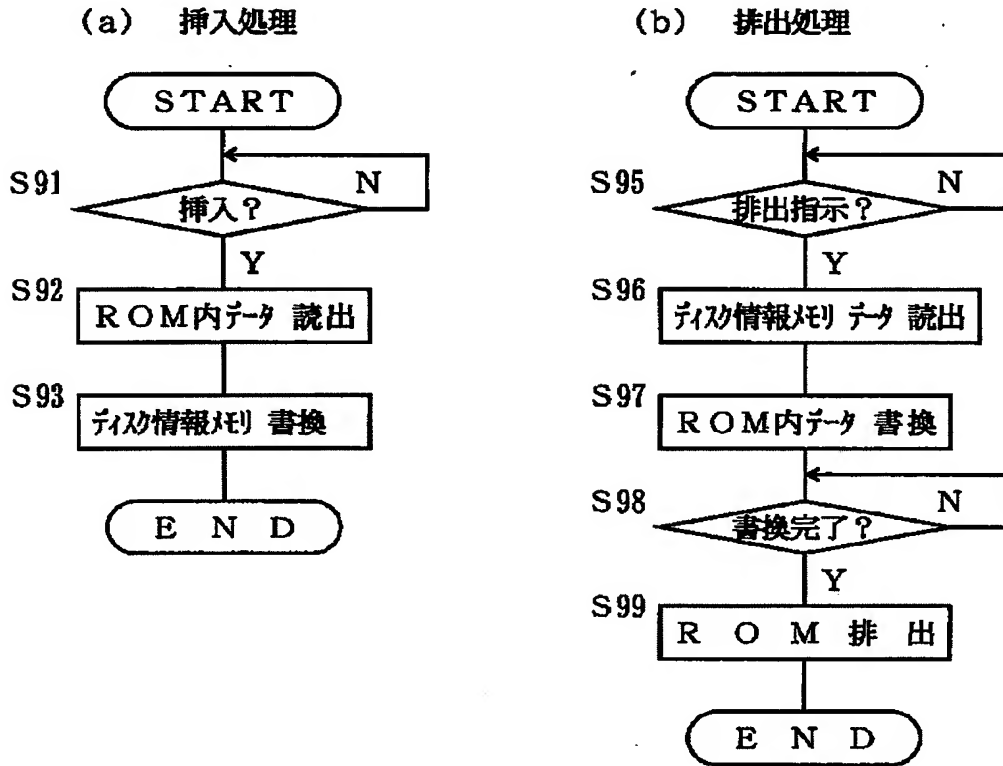 (a) 挿入処理
START
S91
挿入?
N
Y
S92
ROM内データ 読出
S93
ディスク情報メモリ 書換
END
(b) 排出処理
START
S95
排出指示?
N
Y
S96
ディスク情報メモリ データ 読出
S97
ROM内データ 書換
S98
書換完了?
N
Y
S99
ROM排出
END